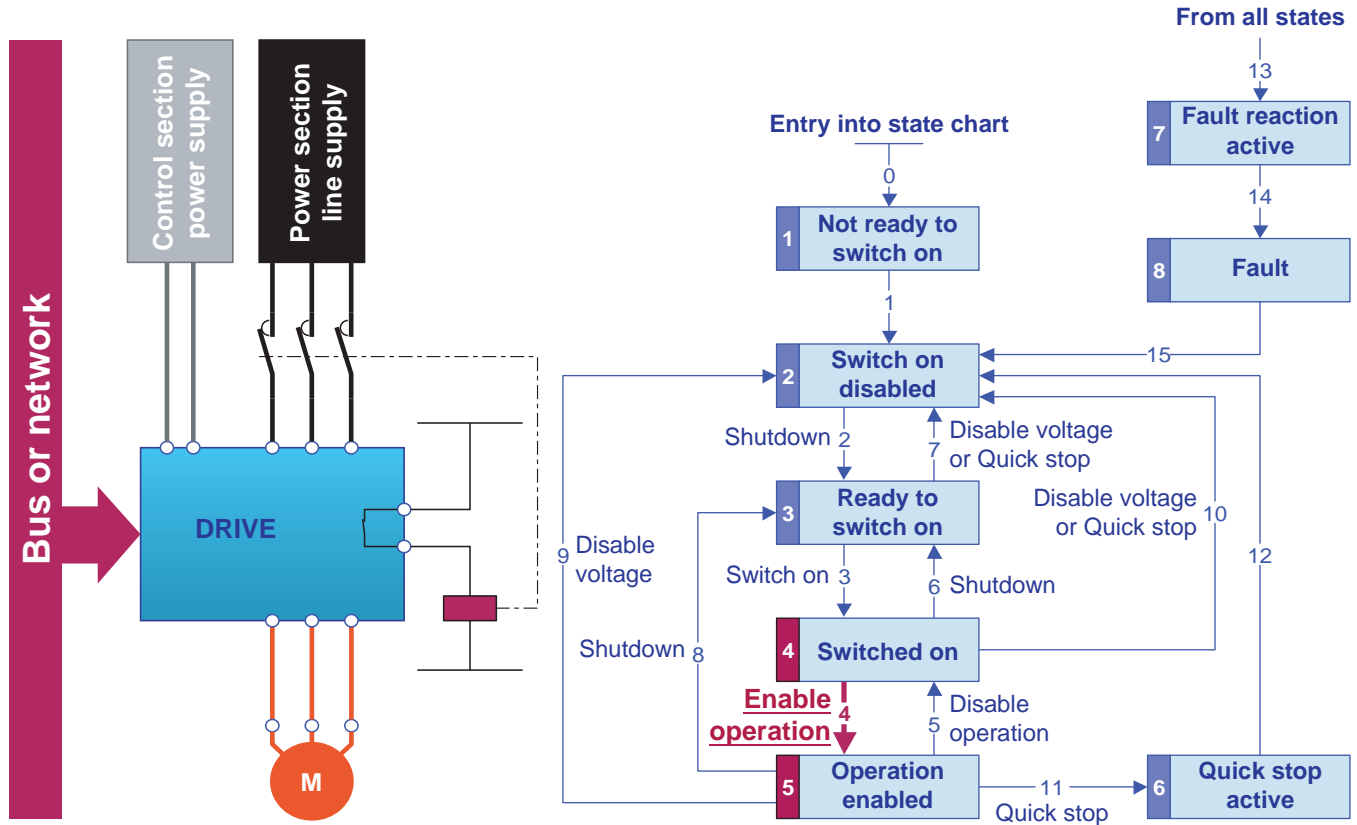 Bus or network
Control section
power supply
Power section
line supply
DRIVE
M
From all states
13
7
Fault reaction
active
14
8
Fault
15
Entry into state chart
0
1
Not ready to
switch on
1
2
Switch on
disabled
Shutdown 2
7
Disable voltage
or Quick stop
3
Ready to
switch on
Disable voltage
or Quick stop
10
12
9
Disable
voltage
Switch on 3
6 Shutdown
Shutdown 8
4
Switched on
Enable
operation
4
5
Disable
operation
5
Operation
enabled
11
Quick stop
6
Quick stop
active